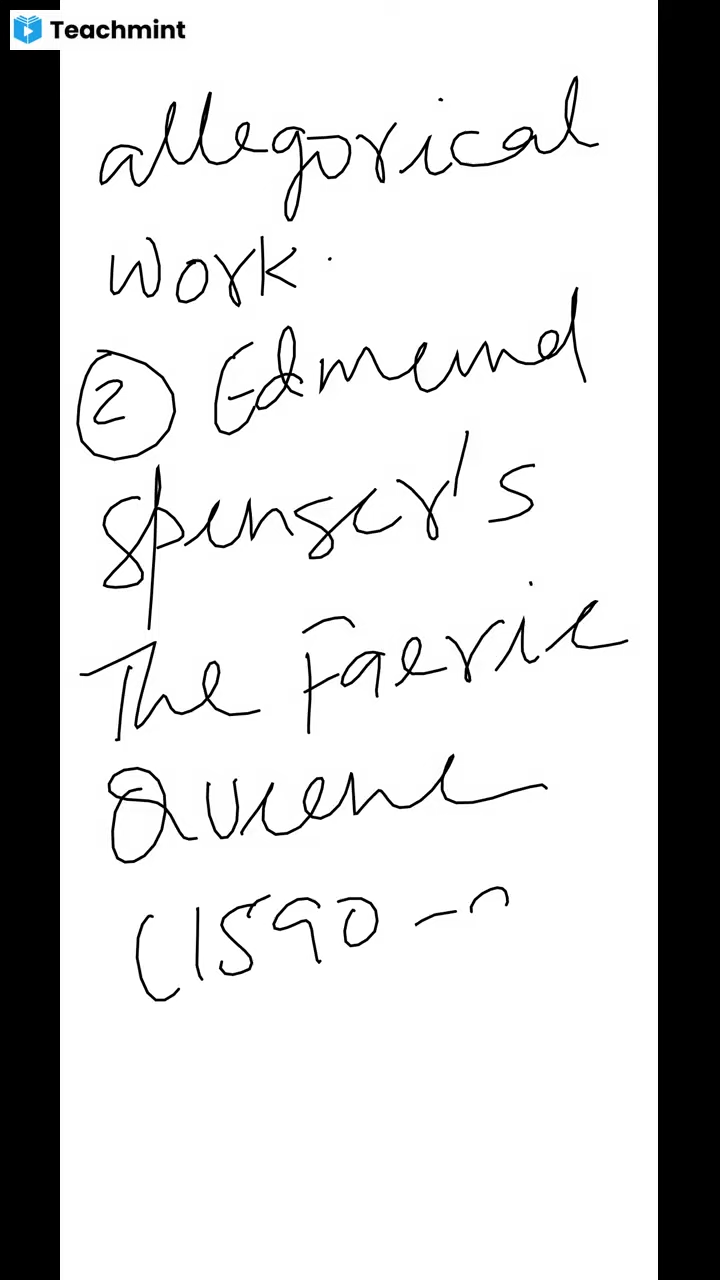 Teachmint
allegorical
work.
2 Edmund
Spenser's
The Faerie
Queene
(1590-